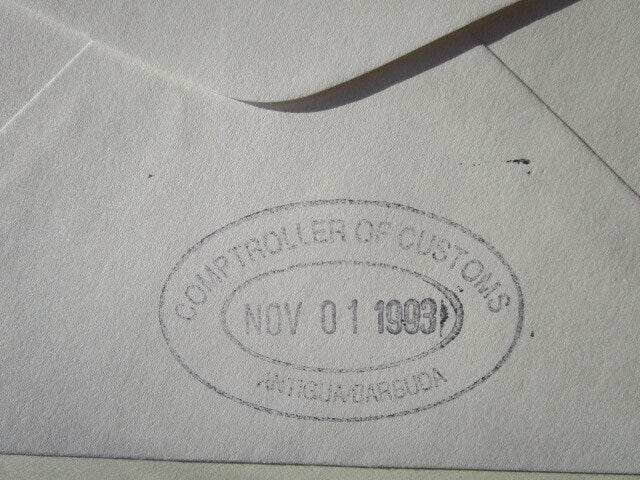 COMPTROLLER OF CUSTOMS
NOV 01 1993
ANTIGUA/BARBUDA